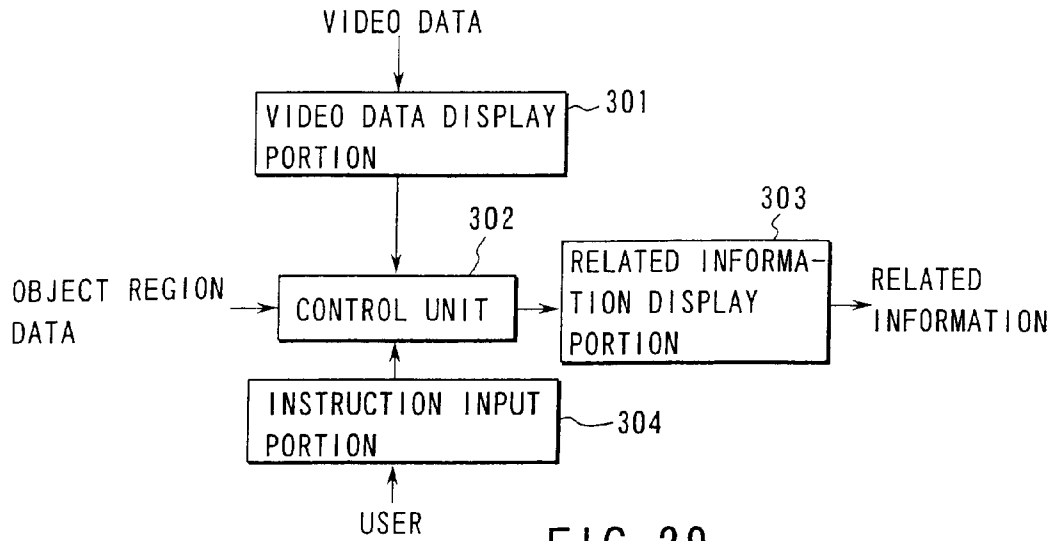 VIDEO DATA
VIDEO DATA DISPLAY
PORTION
301
302
303
OBJECT REGION
DATA
CONTROL UNIT
RELATED INFORMA-
TION DISPLAY
PORTION
RELATED
INFORMATION
INSTRUCTION INPUT
PORTION
304
USER